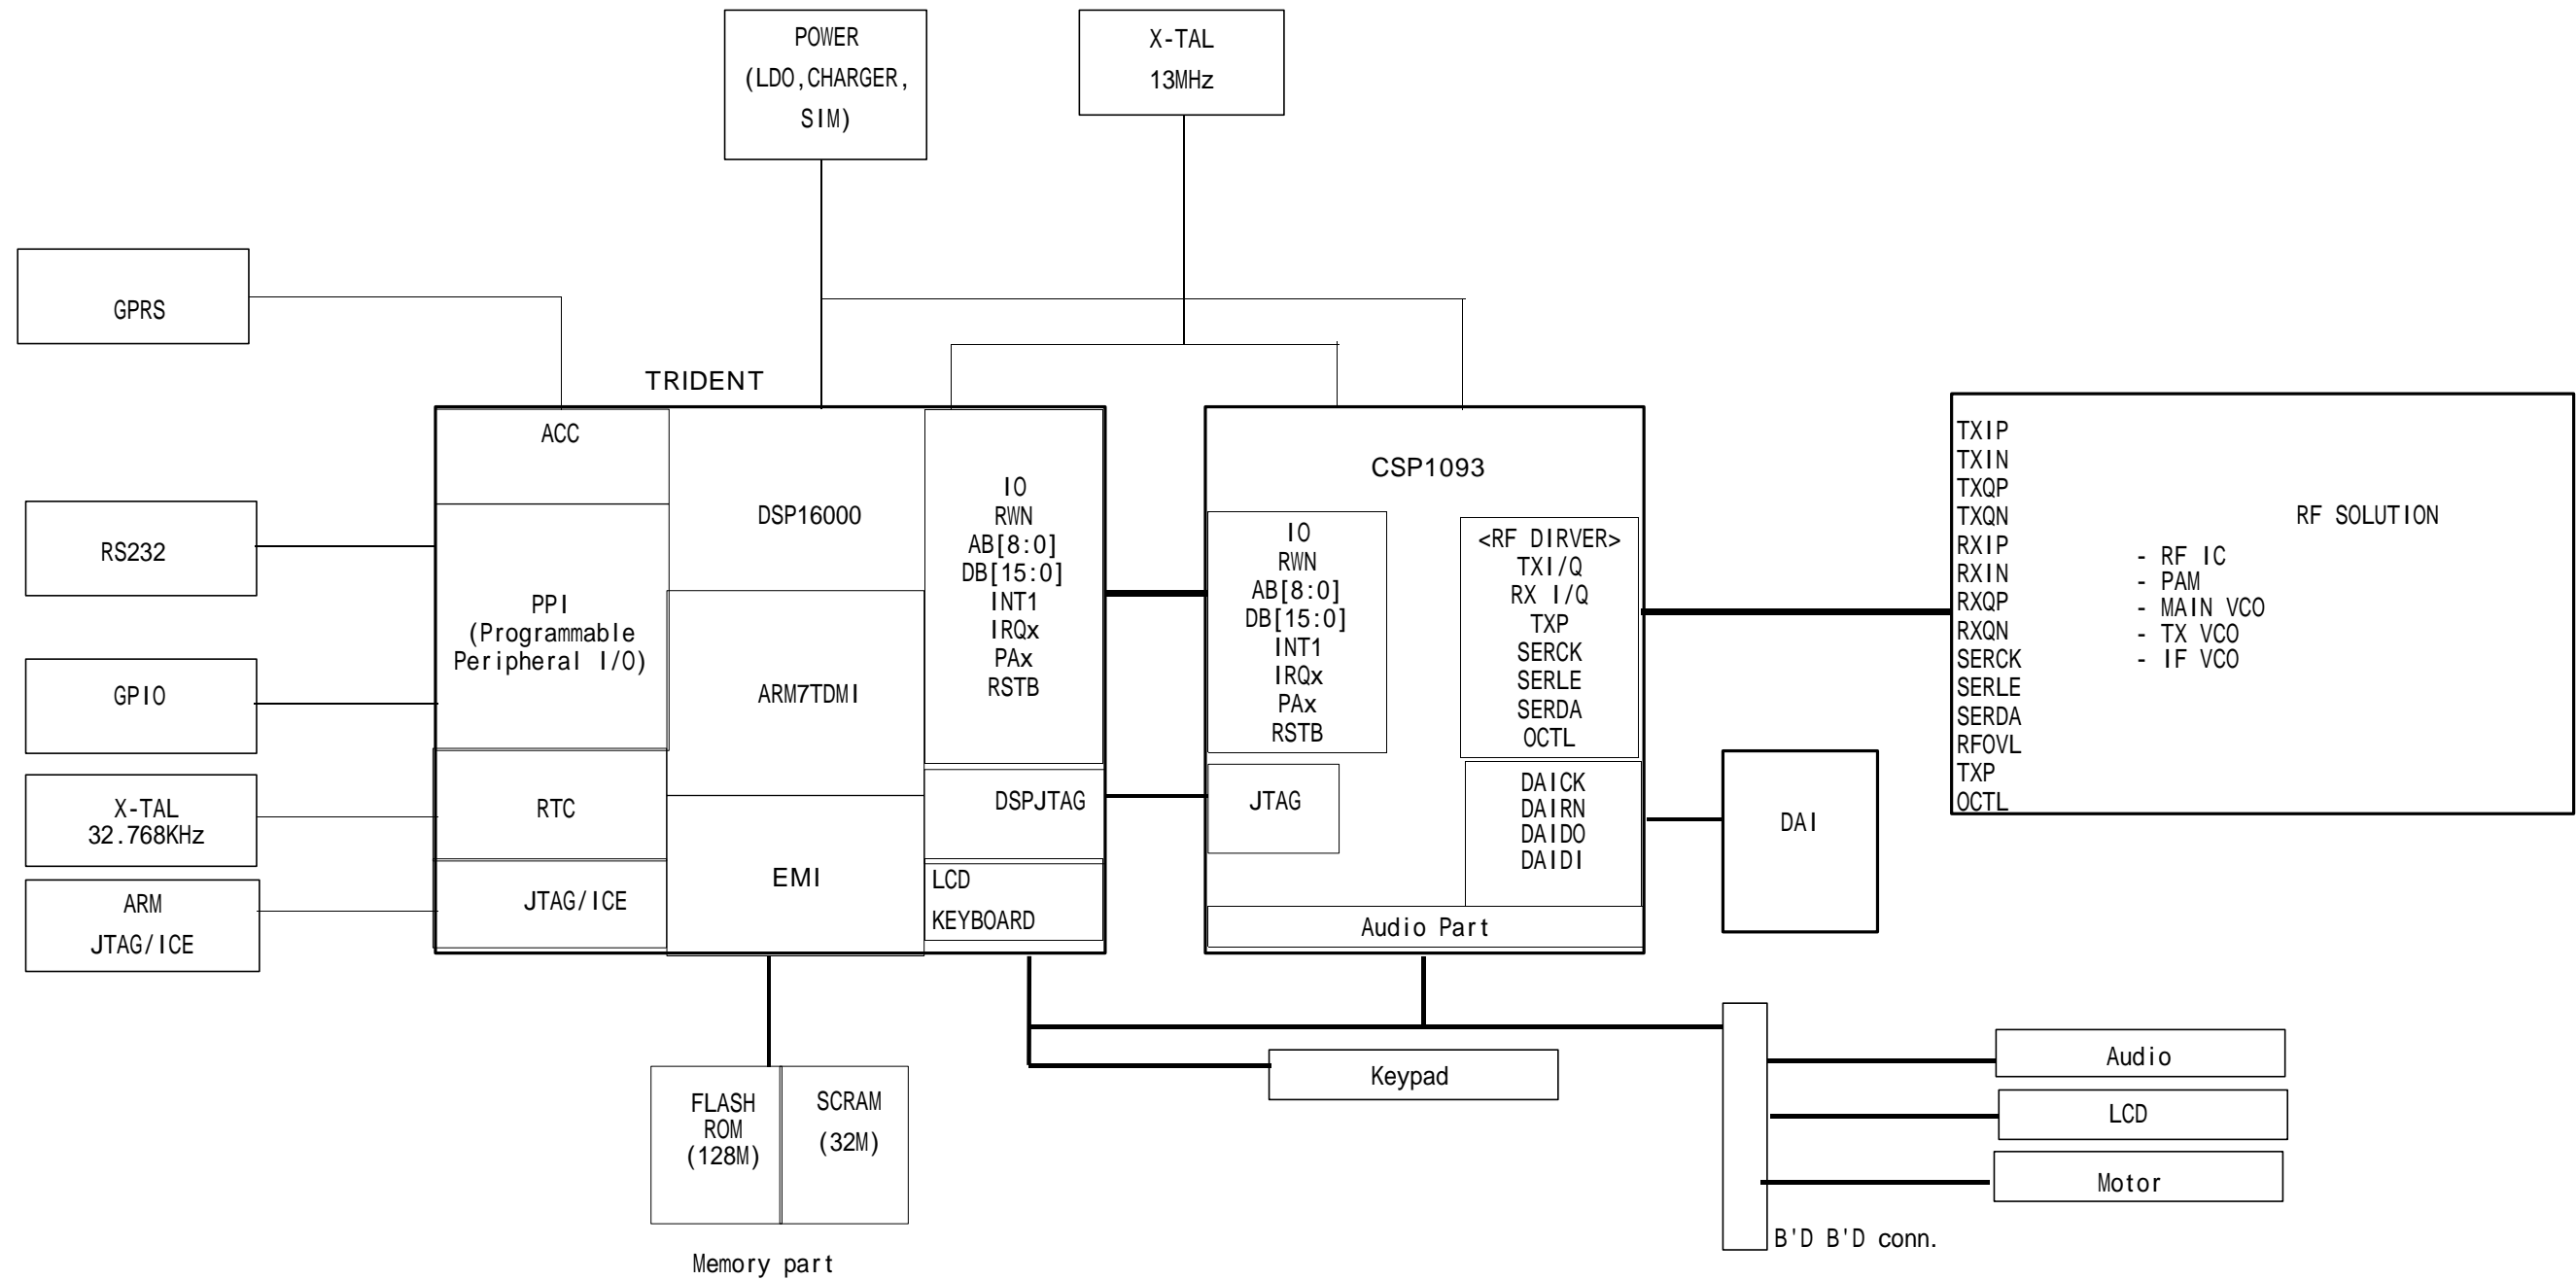 POWER
(LDO,CHARGER,
SIM)
X-TAL
13MHz
GPRS
TRIDENT
ACC
DSP16000
IO
RWN
AB[8:0]
DB[15:0]
INT1
IRQx
PAx
RSTB
RS232
PPI
(Programmable
Peripheral I/O)
GPIO
ARM7TDMI
X-TAL
32.768KHz
RTC
DSPJTAG
ARM
JTAG/ICE
JTAG/ICE
EMI
LCD
KEYBOARD
CSP1093
IO
RWN
AB[8:0]
DB[15:0]
INT1
IRQx
PAx
RSTB
<RF DIRVER>
TXI/Q
RX I/Q
TXP
SERCK
SERLE
SERDA
OCTL
JTAG
DAICK
DAIRN
DAIDO
DAIDI
Audio Part
DAI
TXIP
TXIN
TXQP
TXQN
RXIP
RXIN
RXQP
RXQN
SERCK
SERLE
SERDA
RFOVL
TXP
OCTL
RF SOLUTION
- RF IC
- PAM
- MAIN VCO
- TX VCO
- IF VCO
FLASH
ROM
(128M)
SCRAM
(32M)
Memory part
Keypad
Audio
LCD
Motor
B'D B'D conn.